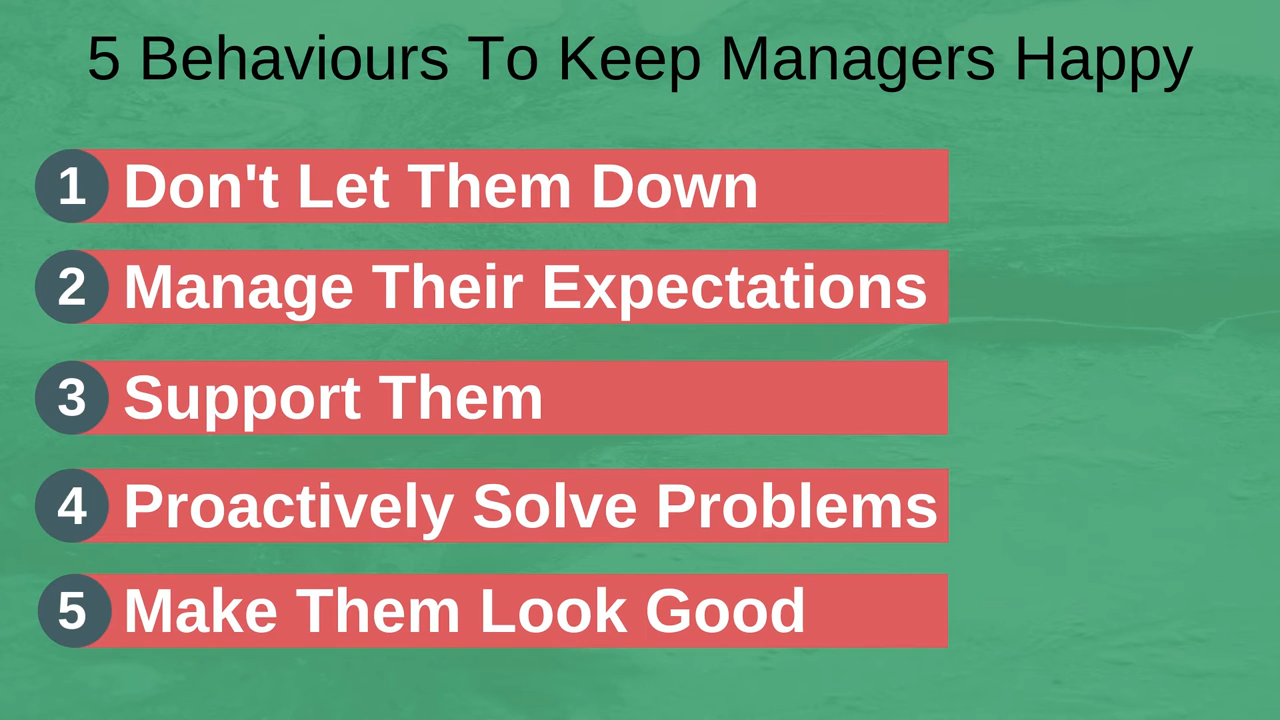 5 Behaviours To Keep Managers Happy
1 Don't Let Them Down
2 Manage Their Expectations
3 Support Them
4 Proactively Solve Problems
5 Make Them Look Good